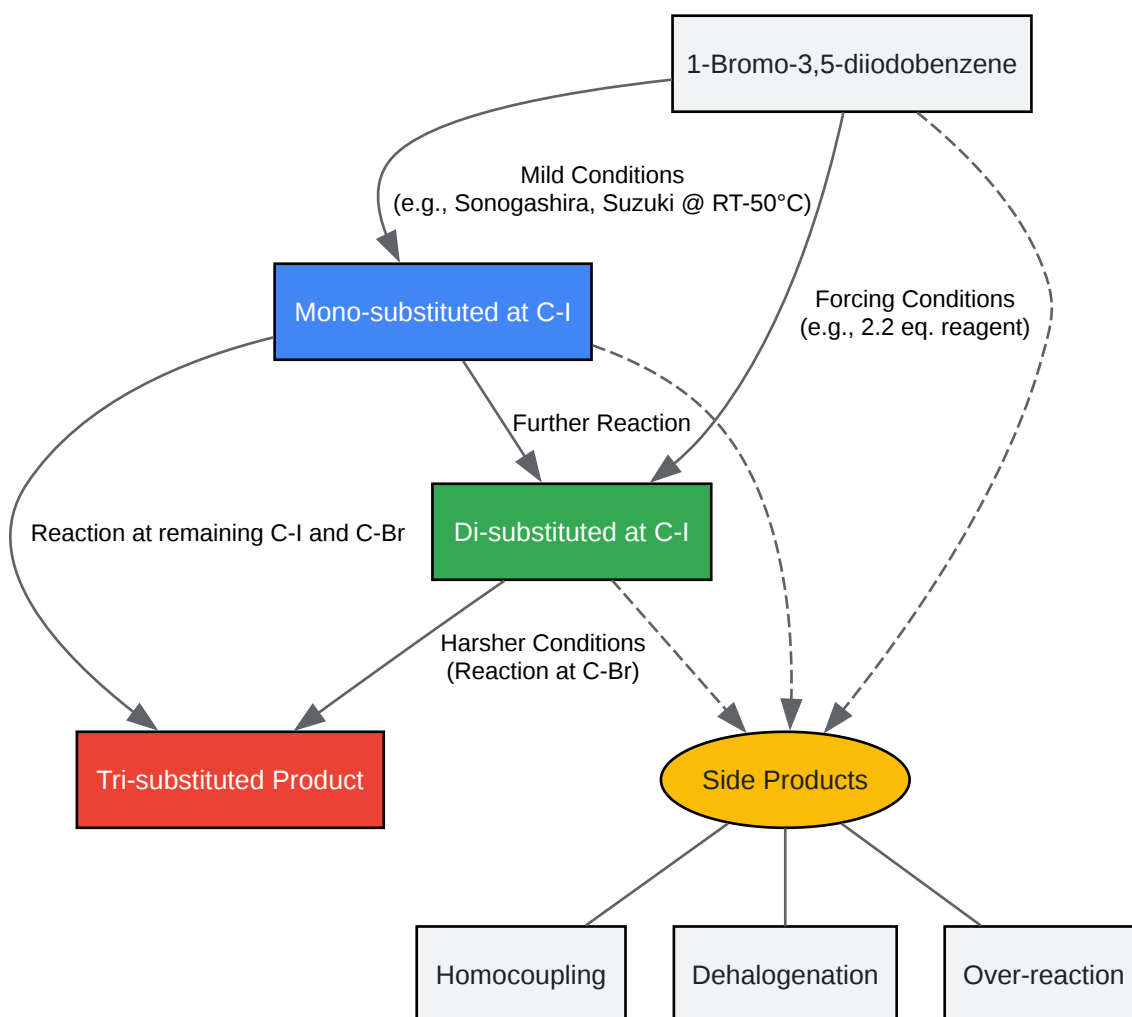 1-Bromo-3,5-diiodobenzene
Mild Conditions
(e.g., Sonogashira, Suzuki @ RT-50°C)
Mono-substituted at C-I
Forcing Conditions
(e.g., 2.2 eq. reagent)
Further Reaction
Reaction at remaining C-I and C-Br
Di-substituted at C-I
Harsher Conditions
(Reaction at C-Br)
Tri-substituted Product
Side Products
Homocoupling
Dehalogenation
Over-reaction